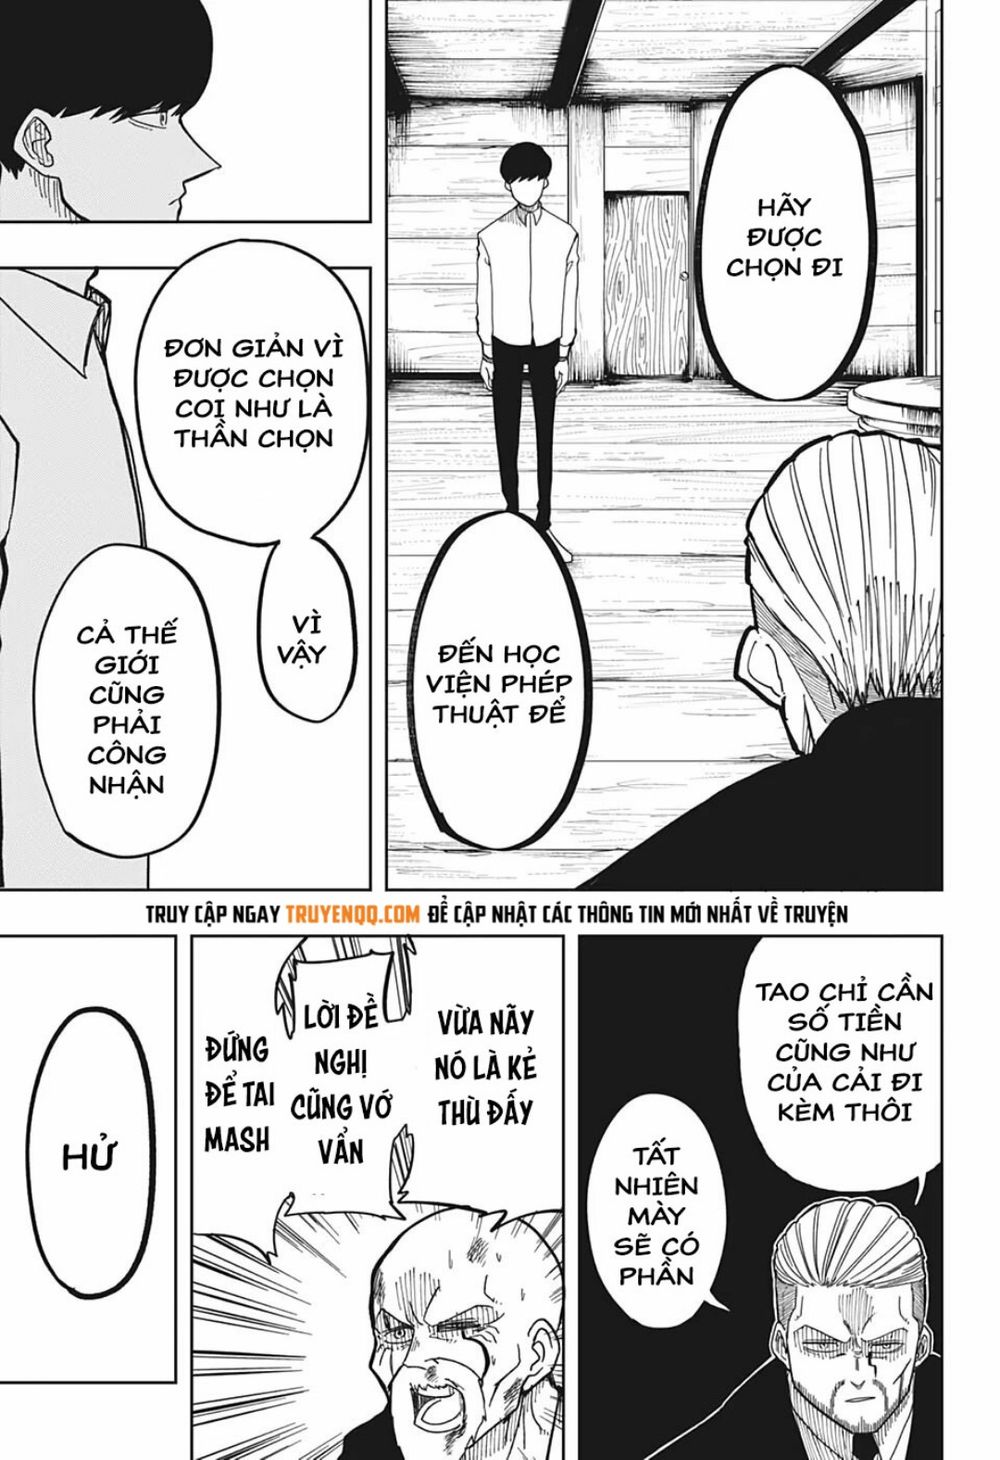 HÃY
ĐƯỢC
CHỌN ĐI
ĐẾN HỌC
VIỆN PHÉP
THUẬT ĐỂ
ĐƠN GIẢN VÌ
ĐƯỢC CHỌN
COI NHƯ LÀ
THẦN CHỌN
VÌ
VẬY
CẢ THẾ
GIỚI
CŨNG
PHẢI
CÔNG
NHẬN
TRUY CẬP NGAY TRUYENQQ.COM ĐỂ CẬP NHẬT CÁC THÔNG TIN MỚI NHẤT VỀ TRUYỆN
TAO CHỈ CẦN
SỐ TIỀN
CŨNG NHƯ
CỦA CẢI ĐI
KÈM THÔI
TẤT
NHIÊN
MÀY
SẼ CÓ
PHẦN
VỪA NÃY
NÓ LÀ KẺ
THÙ ĐẤY
LỜI ĐỀ
NGHỊ
CŨNG VỚ
VẨN
ĐỨNG
ĐỂ TAI
MASH
HỬ